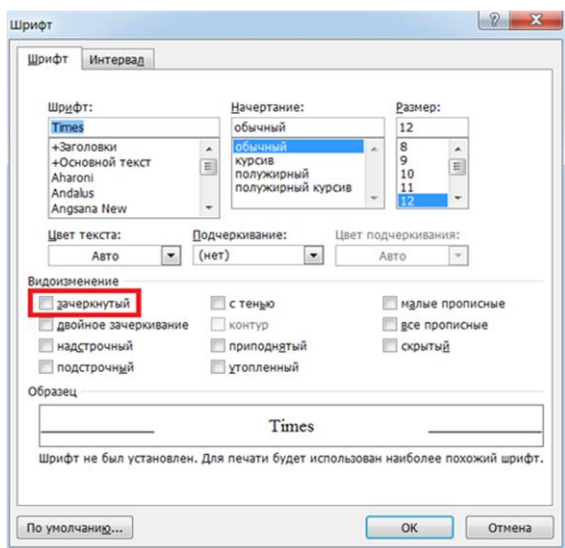 Шрифт
Шрифт Интервал
Шрифт: Начертание: Размер:
Times обычный 12
+Заголовки обычный 8
+Основной текст курсив 9
Aharoni полужирный 10
Andalus полужирный курсив 11
Angsana New 12
Цвет текста: Подчеркивание: Цвет подчеркивания:
Авто (нет) Авто
Видоизменение
зачеркнутый с тенью малые прописные
двойное зачеркивание контур все прописные
надстрочный приподнятый скрытый
подстрочный утопленный
Образец
Times
Шрифт не был установлен. Для печати будет использован наиболее похожий шрифт.
По умолчанию... ОК Отмена